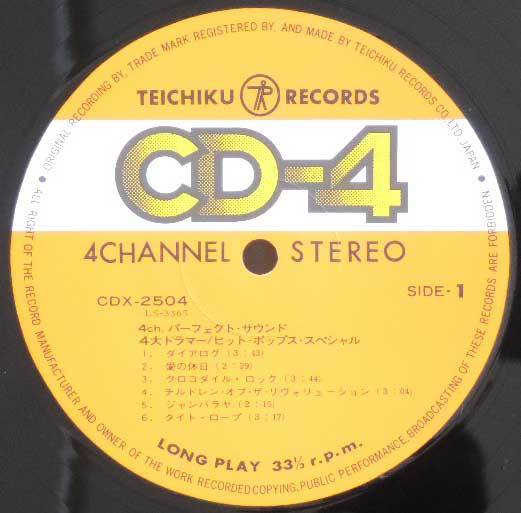 ORIGINAL RECORDING BY, TRADE MARK REGISTERED BY, AND MADE BY TEICHIKU RECORDS CO. LTD. JAPAN
TEICHIKU RECORDS
CD-4
4CHANNEL STEREO
CDX-2504
SIDE-1
LS-3365
4ch. パーフェクト・サウンド
4大ドラマー/ヒット・ポップス・スペシャル
1. ダイアログ (3:43)
2. 愛の休日 (2:39)
3. クロコダイル・ロック (3:44)
4. チルドレン・オブ・ザ・リヴォリューション (3:04)
5. ジャンバラヤ (2:15)
6. タイト・ロープ (3:17)
LONG PLAY 33⅓ r.p.m.
ALL RIGHT OF THE RECORD MANUFACTURER AND OWNER OF THE WORK RECORDED COPYING, PUBLIC PERFORMANCE, BROADCASTING OF THESE RECORDS ARE FORBIDDEN